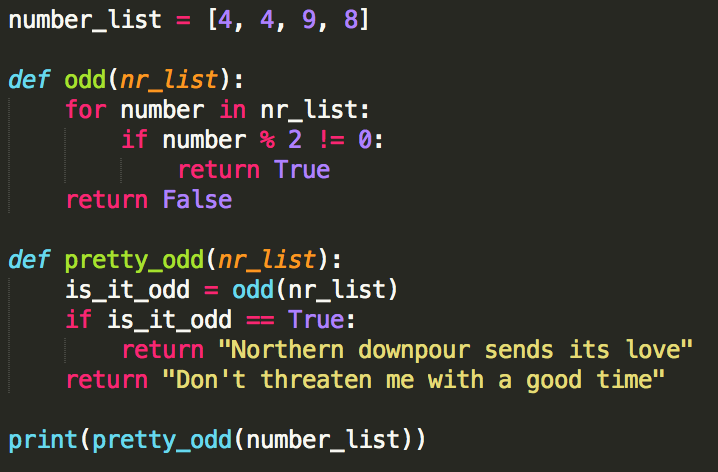 number_list = [4, 4, 9, 8]

def odd(nr_list):
    for number in nr_list:
        if number % 2 != 0:
            return True
    return False

def pretty_odd(nr_list):
    is_it_odd = odd(nr_list)
    if is_it_odd == True:
        return "Northern downpour sends its love"
    return "Don't threaten me with a good time"

print(pretty_odd(number_list))